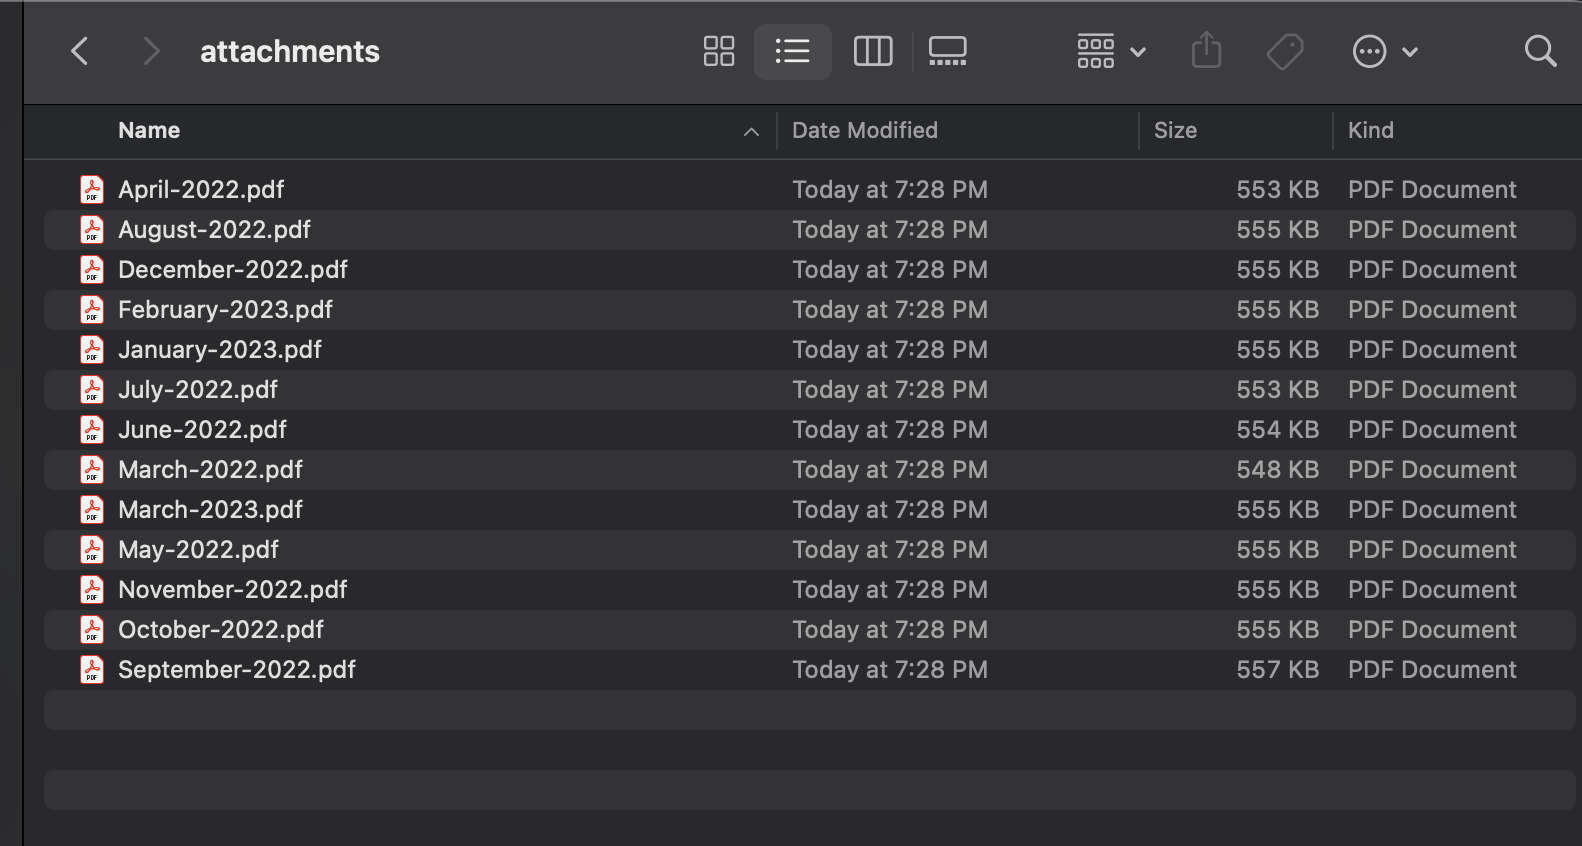 attachments
Name Date Modified Size Kind
April-2022.pdf Today at 7:28 PM 553 KB PDF Document
August-2022.pdf Today at 7:28 PM 555 KB PDF Document
December-2022.pdf Today at 7:28 PM 555 KB PDF Document
February-2023.pdf Today at 7:28 PM 555 KB PDF Document
January-2023.pdf Today at 7:28 PM 555 KB PDF Document
July-2022.pdf Today at 7:28 PM 553 KB PDF Document
June-2022.pdf Today at 7:28 PM 554 KB PDF Document
March-2022.pdf Today at 7:28 PM 548 KB PDF Document
March-2023.pdf Today at 7:28 PM 555 KB PDF Document
May-2022.pdf Today at 7:28 PM 555 KB PDF Document
November-2022.pdf Today at 7:28 PM 555 KB PDF Document
October-2022.pdf Today at 7:28 PM 555 KB PDF Document
September-2022.pdf Today at 7:28 PM 557 KB PDF Document